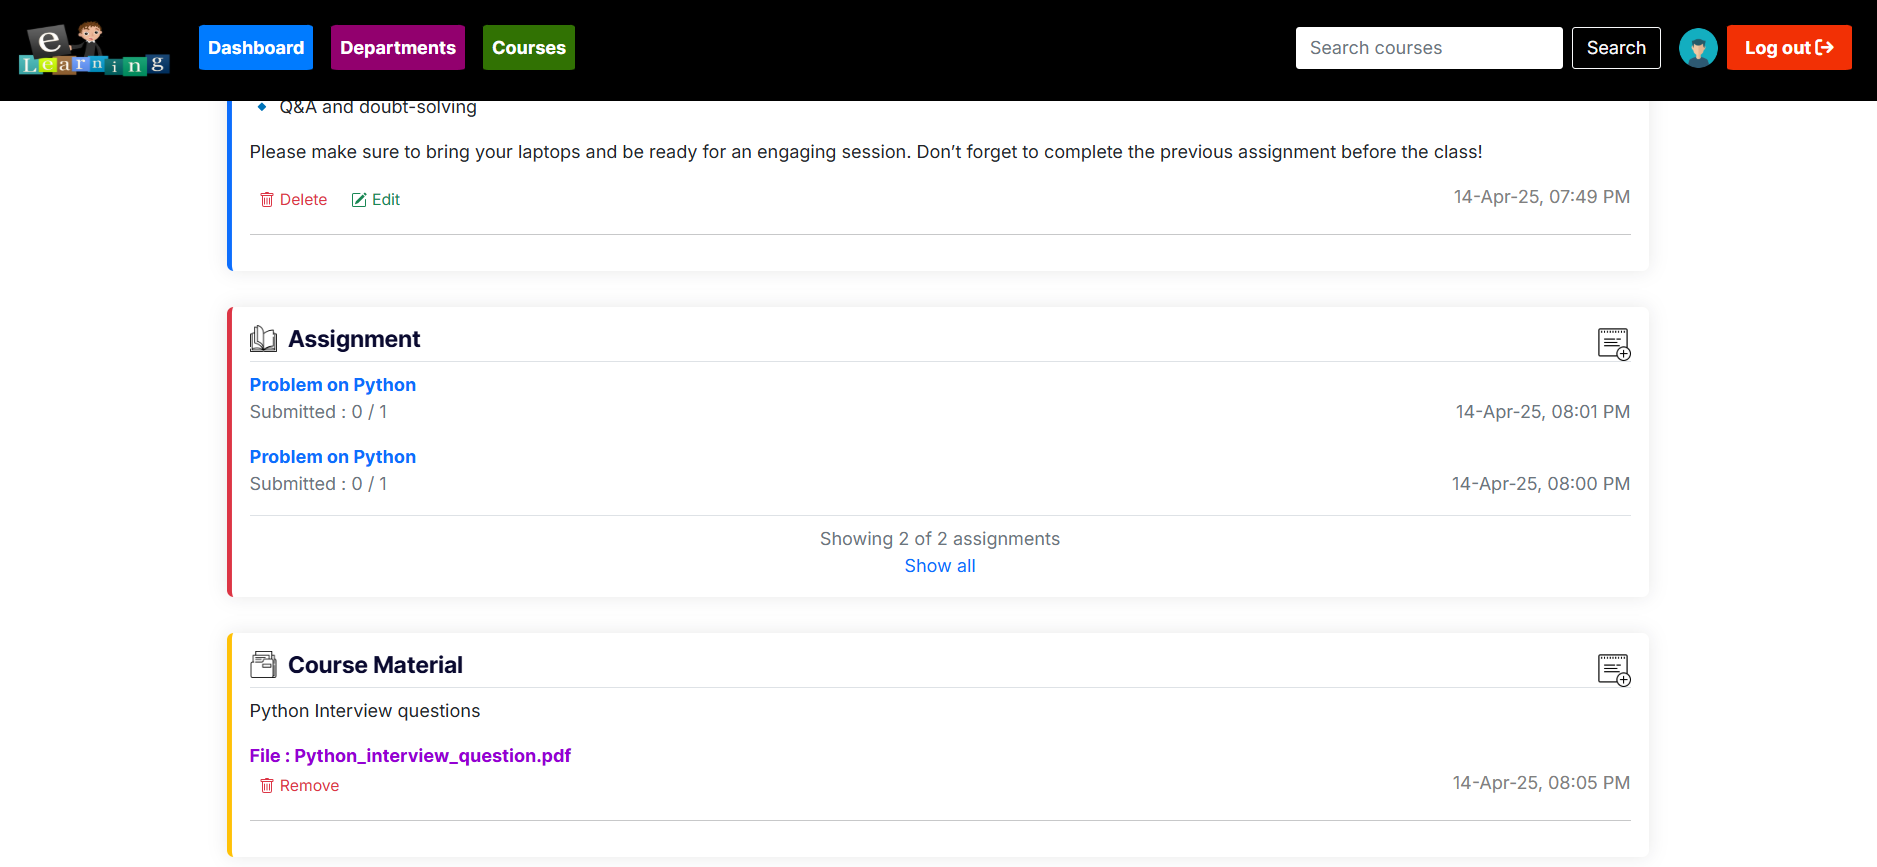 e
Learning
Dashboard
Departments
Courses
Search courses
Search
Log out
Q&A and doubt-solving
Please make sure to bring your laptops and be ready for an engaging session. Don’t forget to complete the previous assignment before the class!
Delete
Edit
14-Apr-25, 07:49 PM
Assignment
Problem on Python
Submitted : 0 / 1
14-Apr-25, 08:01 PM
Problem on Python
Submitted : 0 / 1
14-Apr-25, 08:00 PM
Showing 2 of 2 assignments
Show all
Course Material
Python Interview questions
File : Python_interview_question.pdf
Remove
14-Apr-25, 08:05 PM